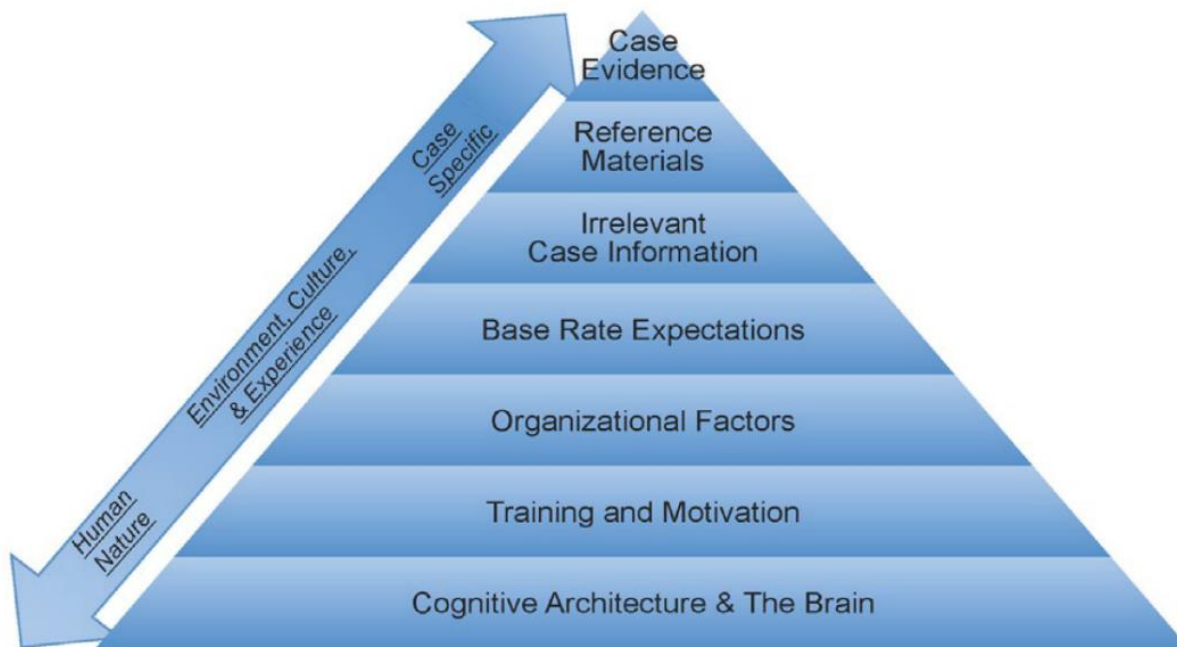 Case
Evidence
Reference
Materials
Irrelevant
Case Information
Base Rate Expectations
Organizational Factors
Training and Motivation
Cognitive Architecture & The Brain
Case
Specific
Environment, Culture,
& Experience
Human
Nature